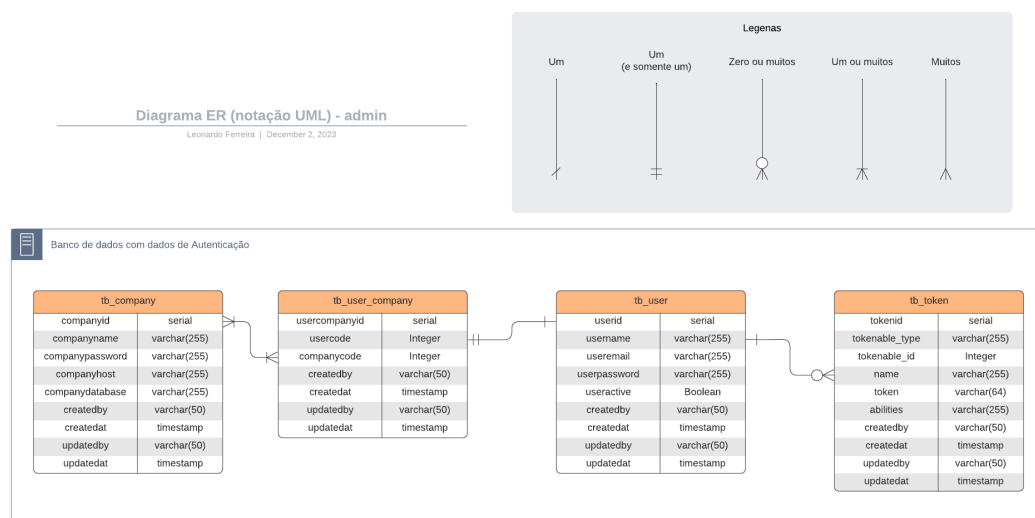 Legenas
Um
Um
(e somente um)
Zero ou muitos
Um ou muitos
Muitos
Diagrama ER (notação UML) - admin
Leonardo Ferreira | December 2, 2023
Banco de dados com dados de Autenticação
tb_company
companyid serial
companyname varchar(255)
companypassword varchar(255)
companyhost varchar(255)
companydatabase varchar(255)
createdby varchar(50)
createdat timestamp
updatedby varchar(50)
updatedat timestamp
tb_user_company
usercompanyid serial
usercode Integer
companycode Integer
createdby varchar(50)
createdat timestamp
updatedby varchar(50)
updatedat timestamp
tb_user
userid serial
username varchar(255)
useremail varchar(255)
userpassword varchar(255)
useractive Boolean
createdby varchar(50)
createdat timestamp
updatedby varchar(50)
updatedat timestamp
tb_token
tokenid serial
tokenable_type varchar(255)
tokenable_id Integer
name varchar(255)
token varchar(64)
abilities varchar(255)
createdby varchar(50)
createdat timestamp
updatedby varchar(50)
updatedat timestamp